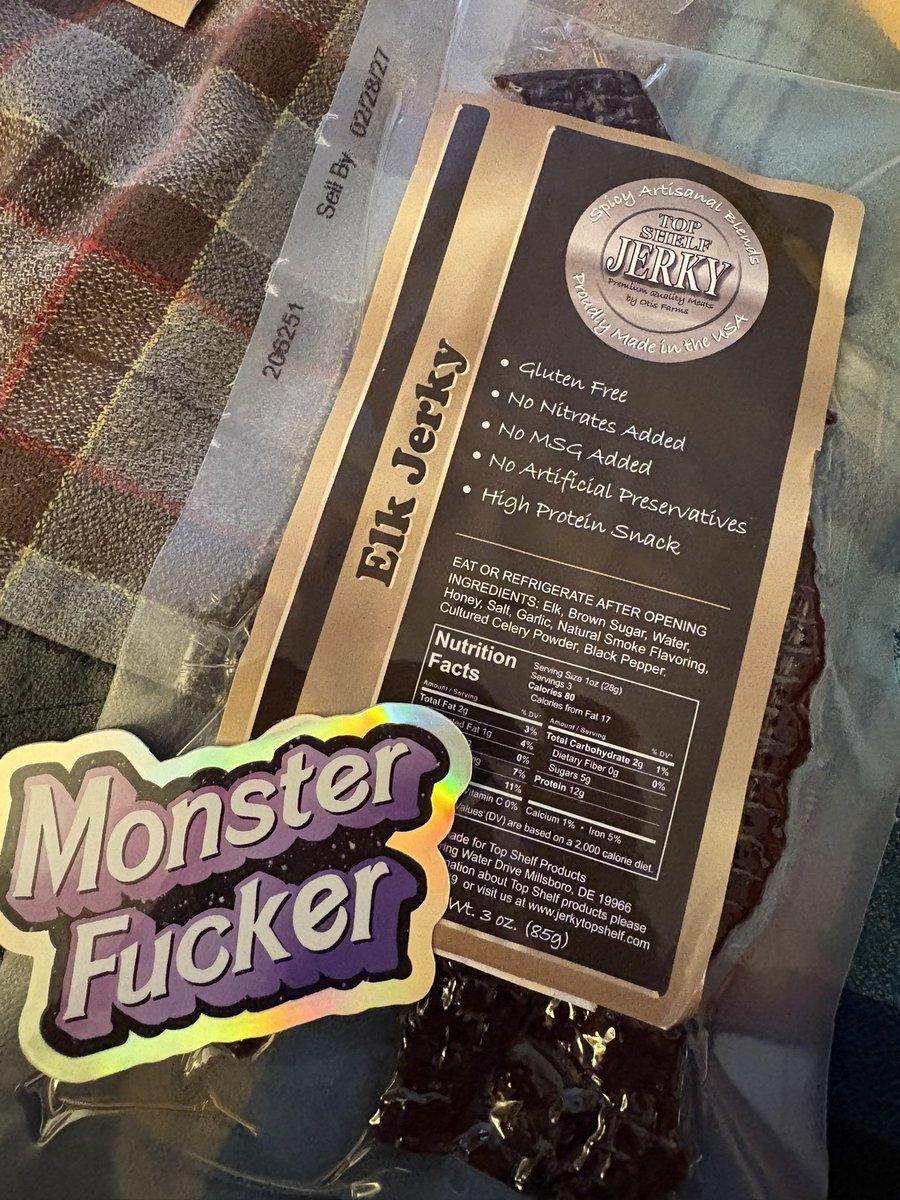 Sell By 02/28/27
206251
Spicy Artisanal Blends
TOP
SHELF
JERKY
Premium Quality Meats
by Otis Farms
Proudly Made in the USA
Elk Jerky
• Gluten Free
• No Nitrates Added
• No MSG Added
• No Artificial Preservatives
• High Protein Snack
EAT OR REFRIGERATE AFTER OPENING
INGREDIENTS: Elk, Brown Sugar, Water,
Honey, Salt, Garlic, Natural Smoke Flavoring,
Cultured Celery Powder, Black Pepper.
Nutrition
Facts
Serving Size 1oz (28g)
Servings 3
Calories 80
Calories from Fat 17
Amount / Serving
% DV*
Total Fat 2g
3%
Fat 1g
4%
0%
7%
11%
Amount / Serving
% DV*
Total Carbohydrate 2g
1%
Dietary Fiber 0g
0%
Sugars 5g
Protein 12g
Vitamin C 0%
Calcium 1% • Iron 5%
Values (DV) are based on a 2,000 calorie diet.
for Top Shelf Products
Water Drive Millsboro, DE 19966
about Top Shelf products please
or visit us at www.jerkytopshelf.com
Wt. 3 oz. (85g)
Monster
Fucker